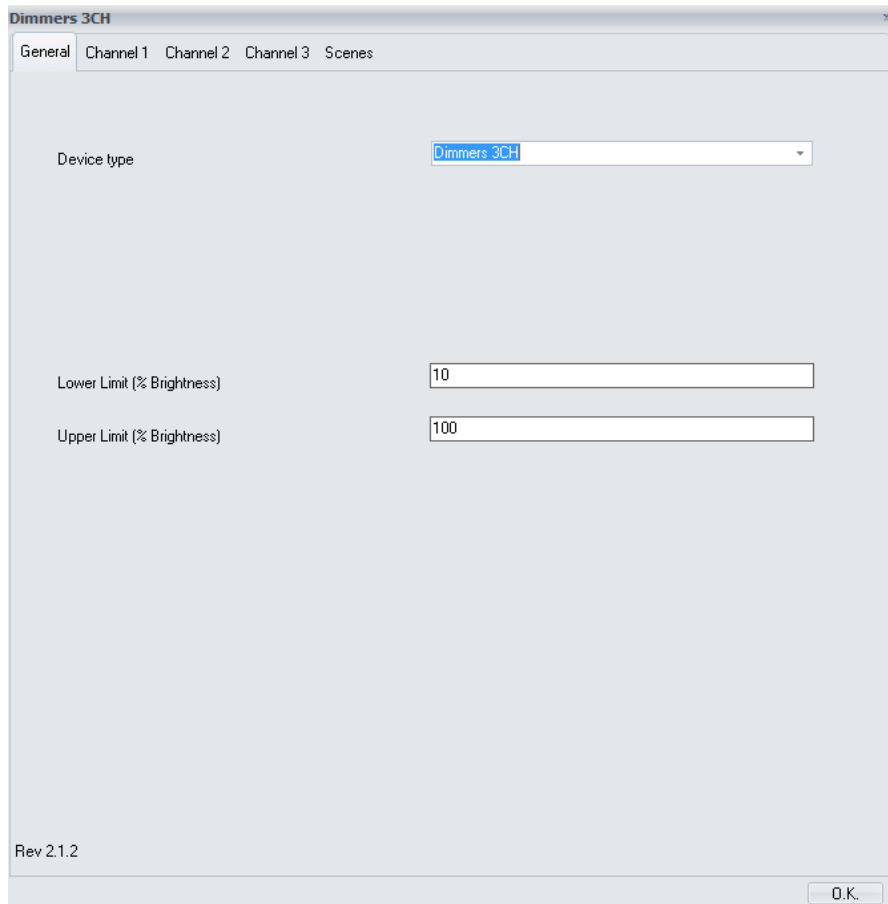 Dimmers 3CH
General Channel 1 Channel 2 Channel 3 Scenes
Device type Dimmers 3CH
Lower Limit (% Brightness) 10
Upper Limit (% Brightness) 100
Rev 2.1.2
O.K.